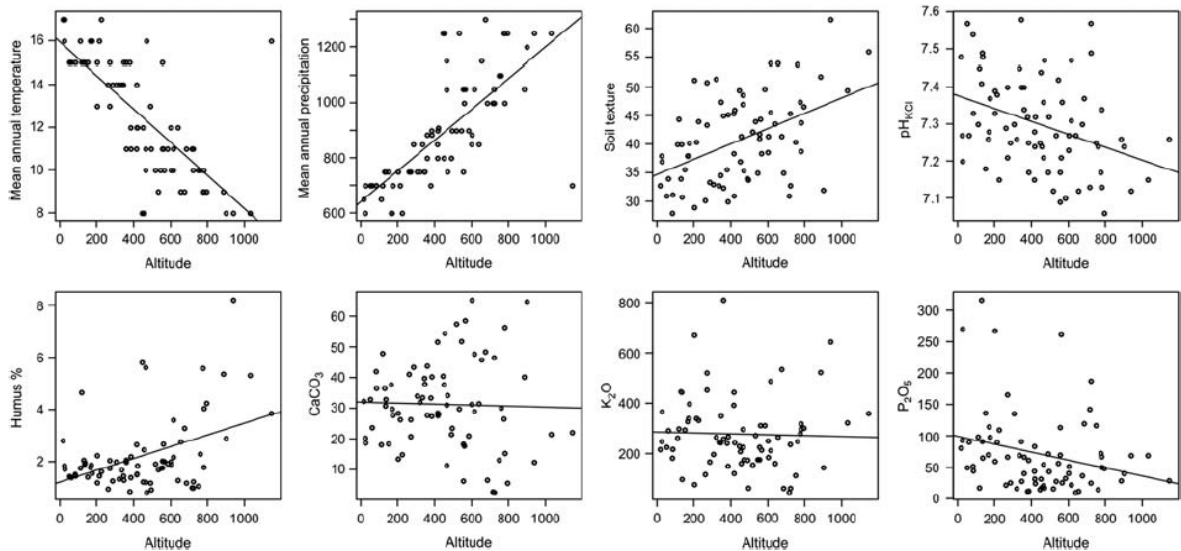 Mean annual temperature
16
14
12
10
8
0 200 400 600 800 1000
Altitude
Mean annual precipitation
1200
1000
800
600
0 200 400 600 800 1000
Altitude
Soil texture
60
55
50
45
40
35
30
0 200 400 600 800 1000
Altitude
pHKCl
7.6
7.5
7.4
7.3
7.2
7.1
0 200 400 600 800 1000
Altitude
Humus %
8
6
4
2
0 200 400 600 800 1000
Altitude
CaCO3
60
50
40
30
20
10
0 200 400 600 800 1000
Altitude
K2O
800
600
400
200
0 200 400 600 800 1000
Altitude
P2O5
300
250
200
150
100
50
0
0 200 400 600 800 1000
Altitude